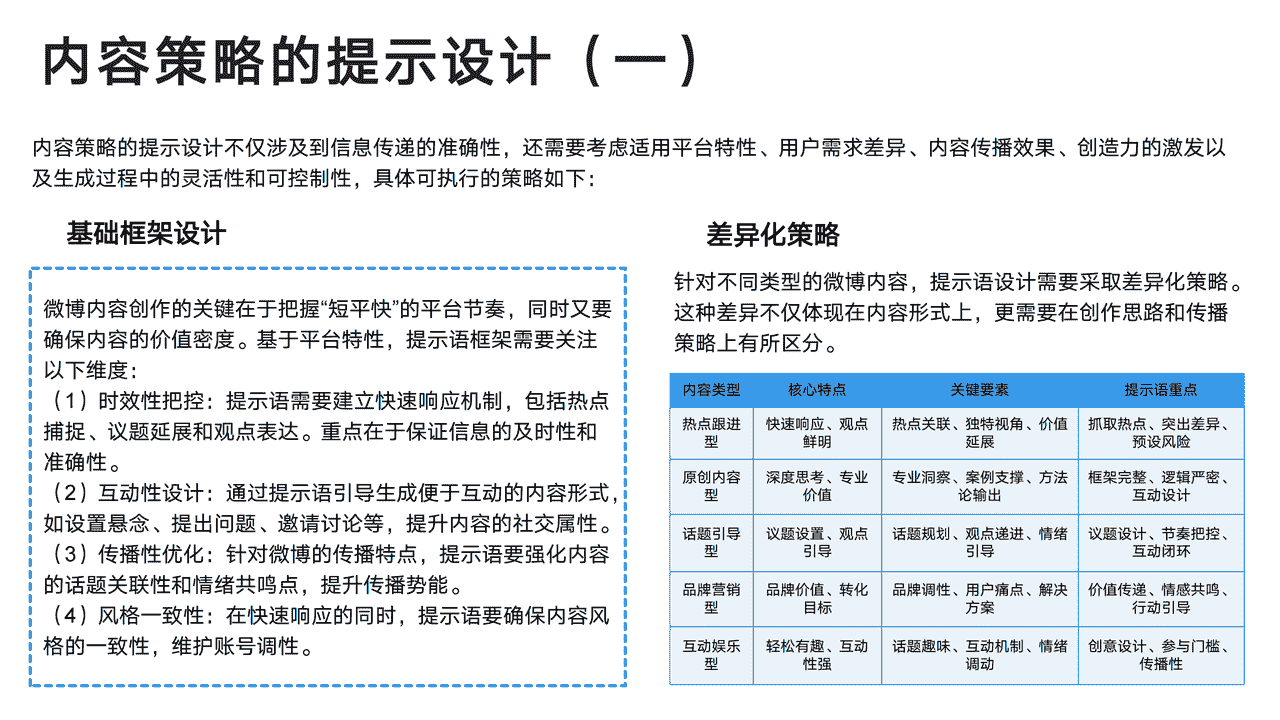 内容策略的提示设计（一）
内容策略的提示设计不仅涉及到信息传递的准确性，还需要考虑适用平台特性、用户需求差异、内容传播效果、创造力的激发以
及生成过程中的灵活性和可控制性，具体可执行的策略如下：
基础框架设计
微博内容创作的关键在于把握“短平快”的平台节奏，同时又要
确保内容的价值密度。基于平台特性，提示语框架需要关注
以下维度：
（1）时效性把控：提示语需要建立快速响应机制，包括热点
捕捉、议题延展和观点表达。重点在于保证信息的及时性和
准确性。
（2）互动性设计：通过提示语引导生成便于互动的内容形式，
如设置悬念、提出问题、邀请讨论等，提升内容的社交属性。
（3）传播性优化：针对微博的传播特点，提示语要强化内容
的话题关联性和情绪共鸣点，提升传播势能。
（4）风格一致性：在快速响应的同时，提示语要确保内容风
格的一致性，维护账号调性。
差异化策略
针对不同类型的微博内容，提示语设计需要采取差异化策略。
这种差异不仅体现在内容形式上，更需要在创作思路和传播
策略上有所区分。
内容类型 核心特点 关键要素 提示语重点
热点跟进 快速响应、观点 热点关联、独特视角、价值 抓取热点、突出差异、
型 鲜明 延展 预设风险
原创内容 深度思考、专业 专业洞察、案例支撑、方法 框架完整、逻辑严密、
型 价值 论输出 互动设计
话题引导 议题设置、观点 话题规划、观点递进、情绪 议题设计、节奏把控、
型 引导 引导 互动闭环
品牌营销 品牌价值、转化 品牌调性、用户痛点、解决 价值传递、情感共鸣、
型 目标 方案 行动引导
互动娱乐 轻松有趣、互动 话题趣味、互动机制、情绪 创意设计、参与门槛、
型 性强 调动 传播性